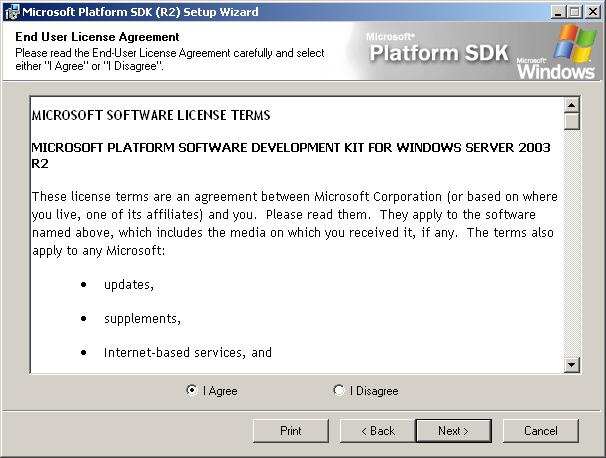 Microsoft Platform SDK (R2) Setup Wizard
End User License Agreement
Please read the End-User License Agreement carefully and select
either "I Agree" or "I Disagree".
Microsoft®
Platform SDK
Microsoft®
Windows
MICROSOFT SOFTWARE LICENSE TERMS
MICROSOFT PLATFORM SOFTWARE DEVELOPMENT KIT FOR WINDOWS SERVER 2003
R2
These license terms are an agreement between Microsoft Corporation (or based on where
you live, one of its affiliates) and you.  Please read them.  They apply to the software
named above, which includes the media on which you received it, if any.  The terms also
apply to any Microsoft:
• updates,
• supplements,
• Internet-based services, and
I Agree
I Disagree
Print
< Back
Next >
Cancel